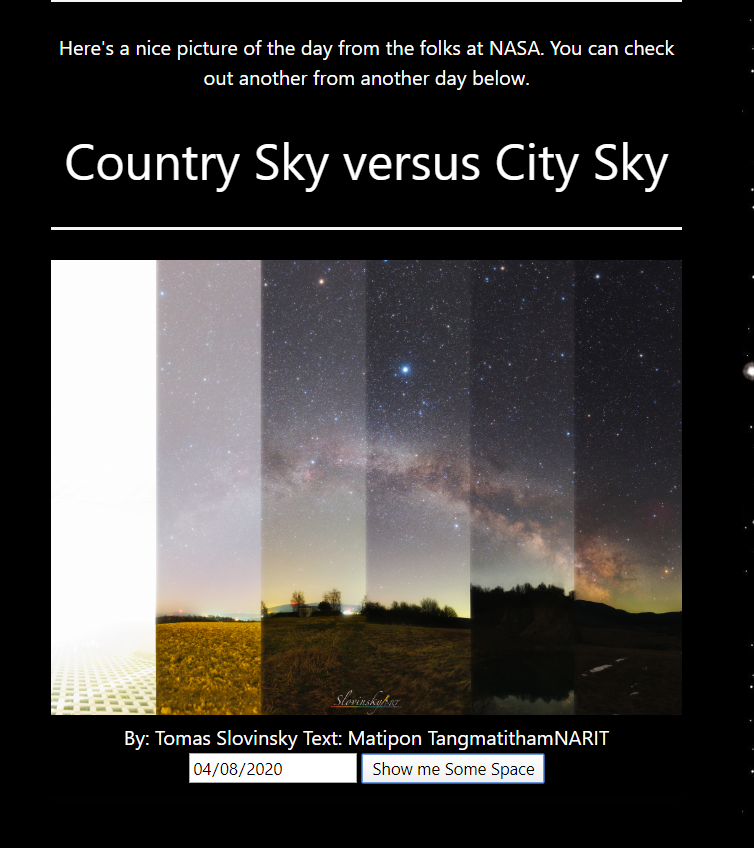 Here's a nice picture of the day from the folks at NASA. You can check
out another from another day below.
Country Sky versus City Sky
Slovinsky
By: Tomas Slovinsky Text: Matipon TangmatithamNARIT
04/08/2020
Show me Some Space